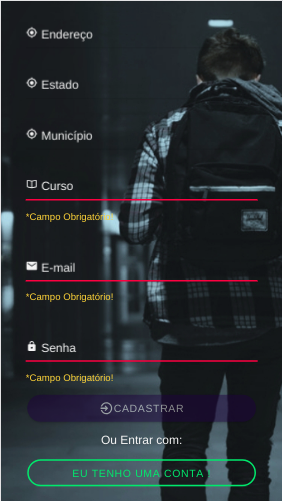 Endereço
Estado
Município
Curso
*Campo Obrigatório!
E-mail
*Campo Obrigatório!
Senha
*Campo Obrigatório!
CADASTRAR
Ou Entrar com:
EU TENHO UMA CONTA !